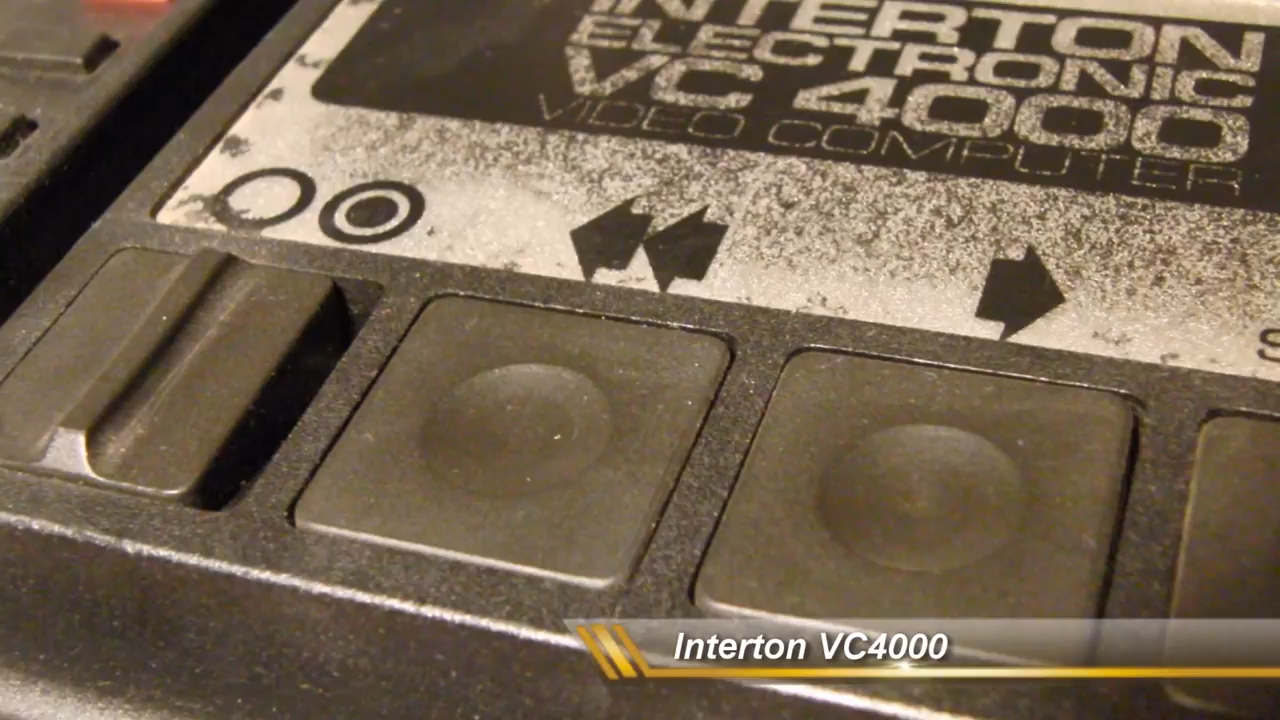 INTERTON
ELECTRONIC
VC 4000
VIDEO COMPUTER
Interton VC4000